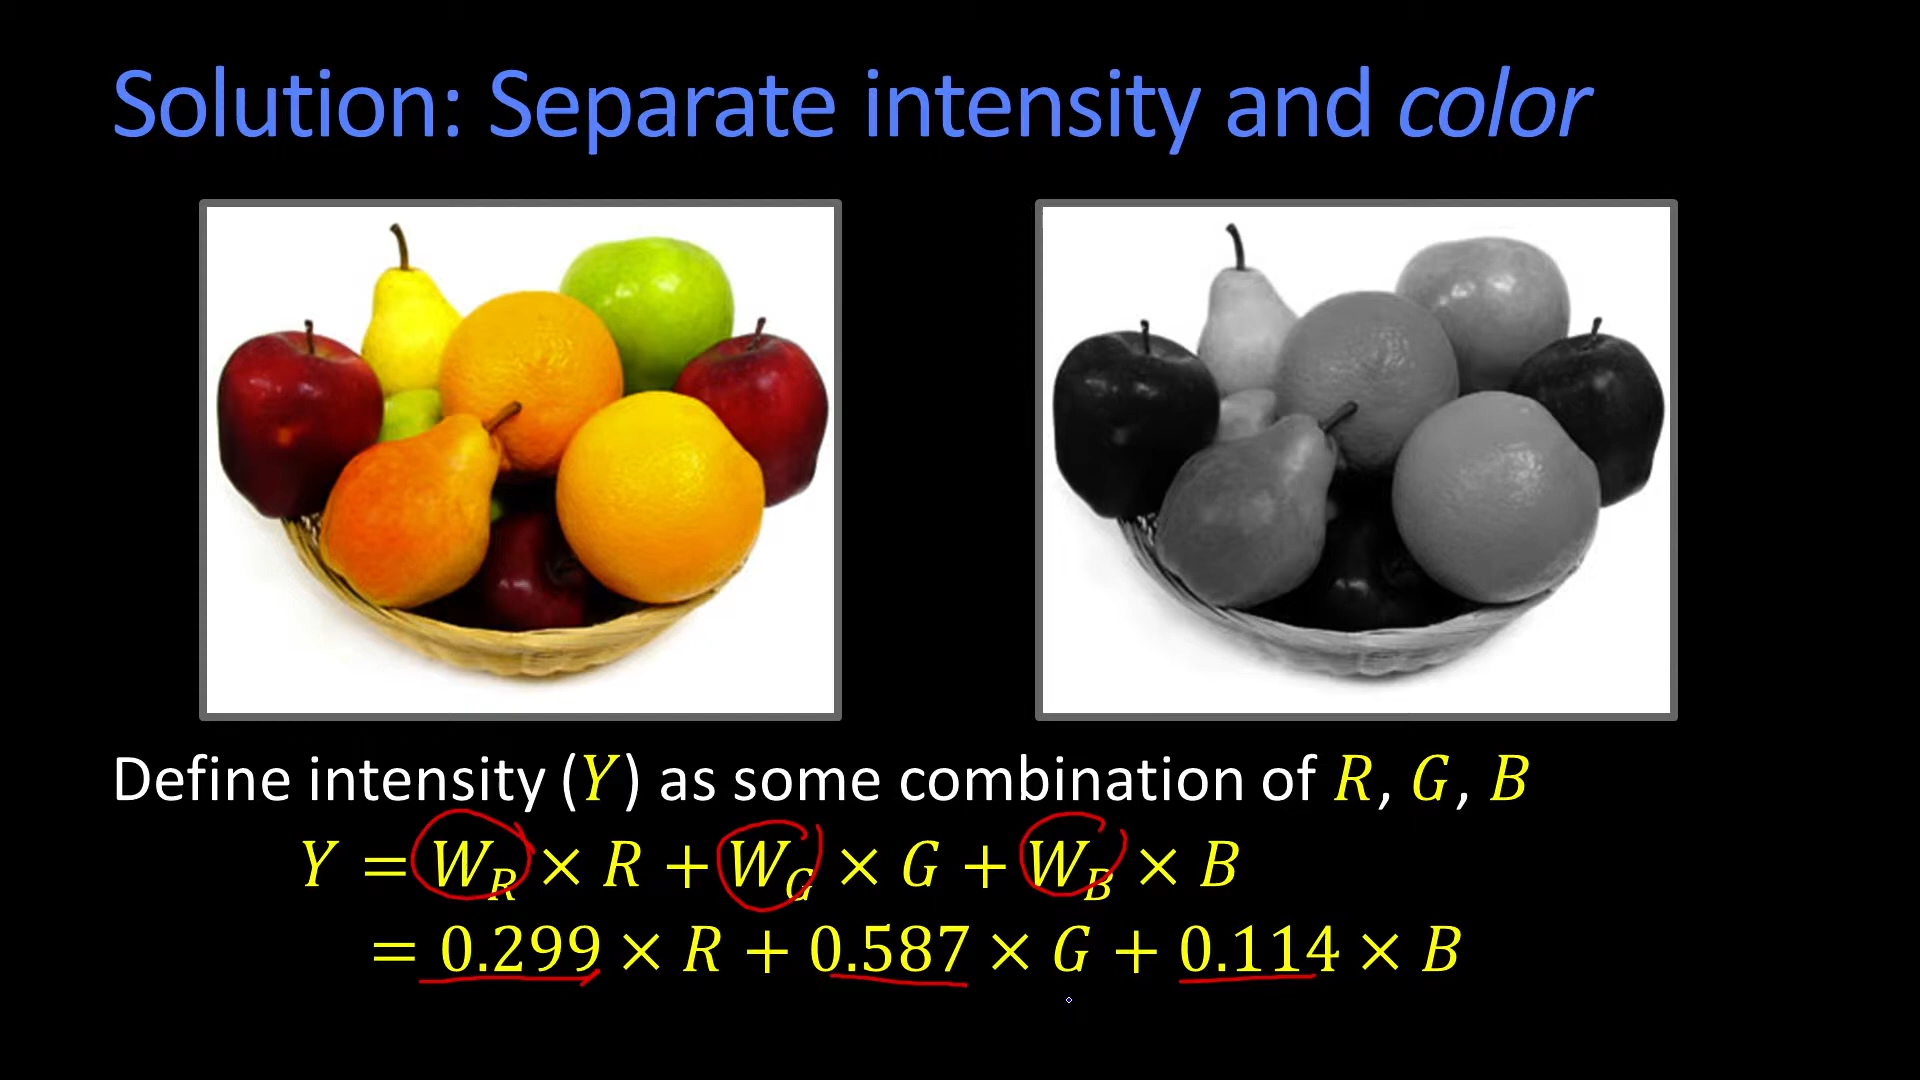 Solution: Separate intensity and color
Define intensity (Y) as some combination of R, G, B
Y = W_R × R + W_G × G + W_B × B
= 0.299 × R + 0.587 × G + 0.114 × B